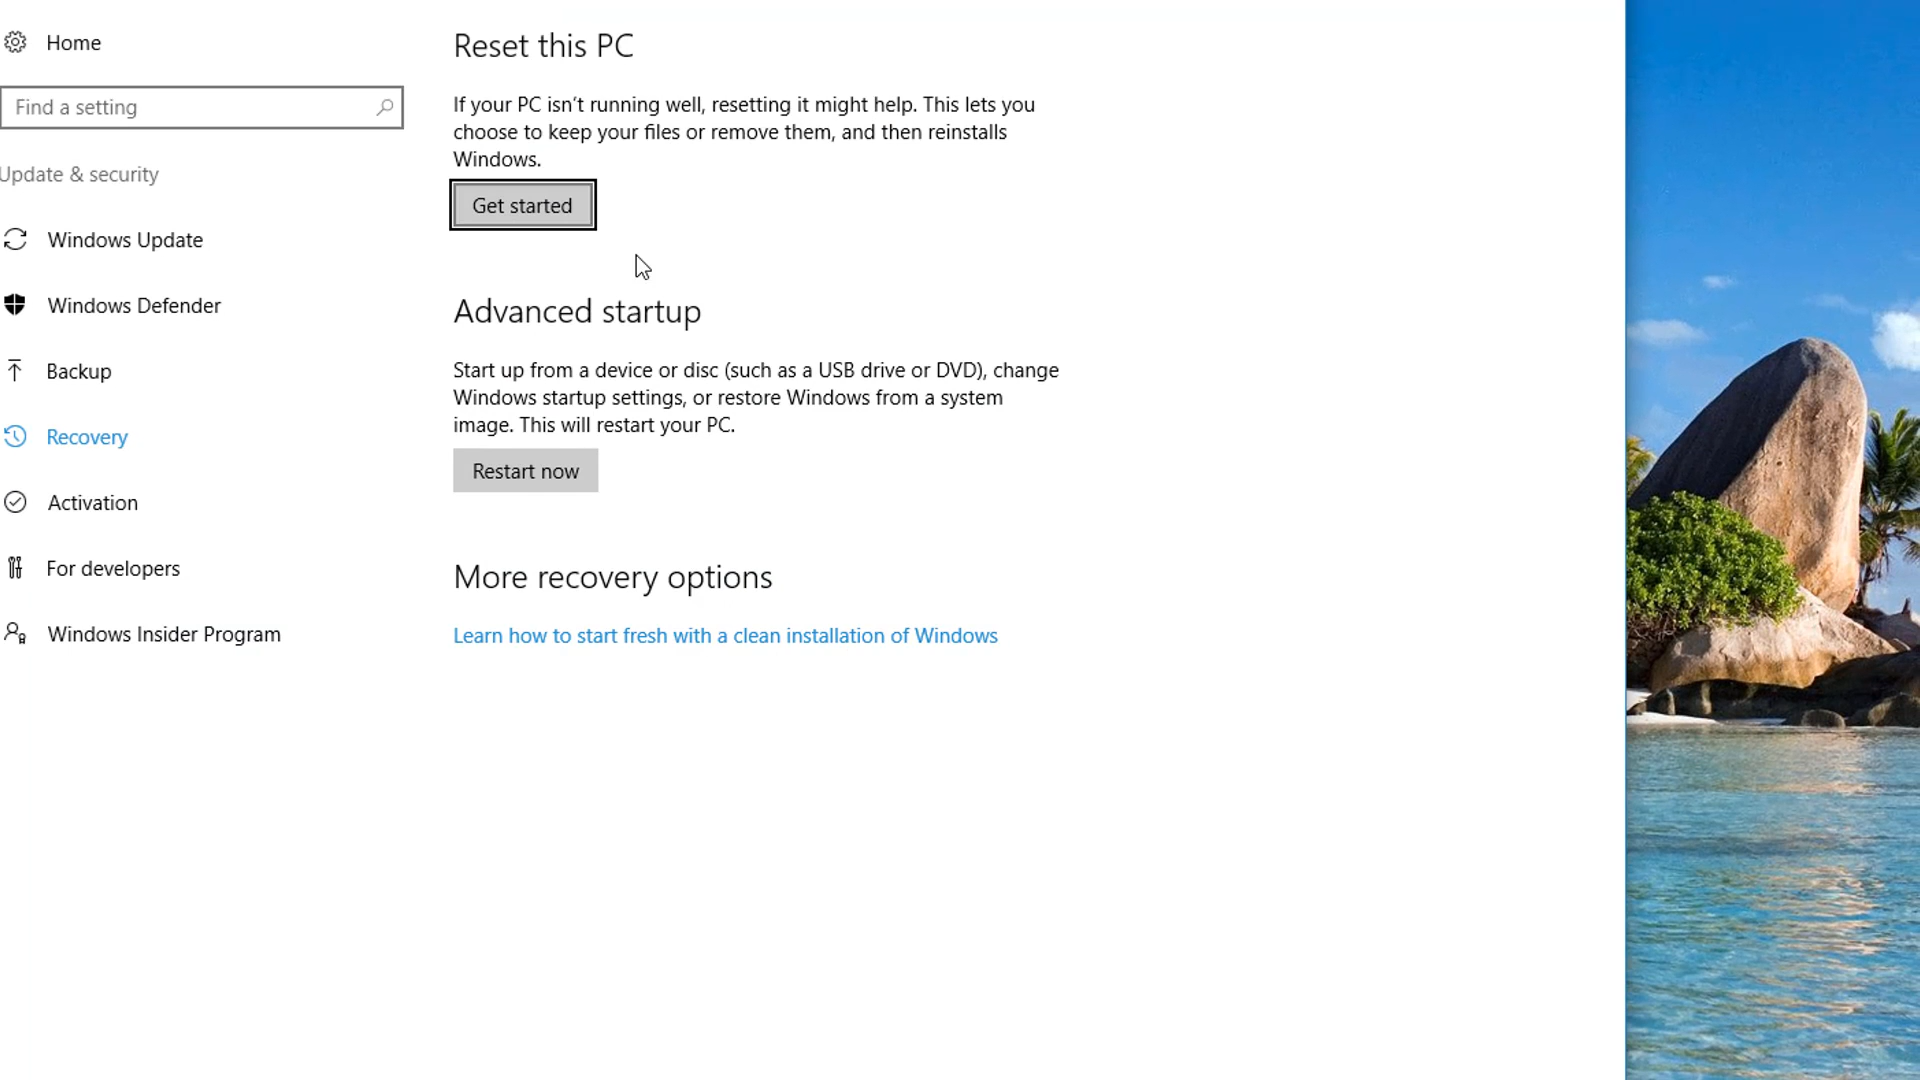 Home
Find a setting
Update & security
Windows Update
Windows Defender
Backup
Recovery
Activation
For developers
Windows Insider Program
Reset this PC
If your PC isn't running well, resetting it might help. This lets you
choose to keep your files or remove them, and then reinstalls
Windows.
Get started
Advanced startup
Start up from a device or disc (such as a USB drive or DVD), change
Windows startup settings, or restore Windows from a system
image. This will restart your PC.
Restart now
More recovery options
Learn how to start fresh with a clean installation of Windows